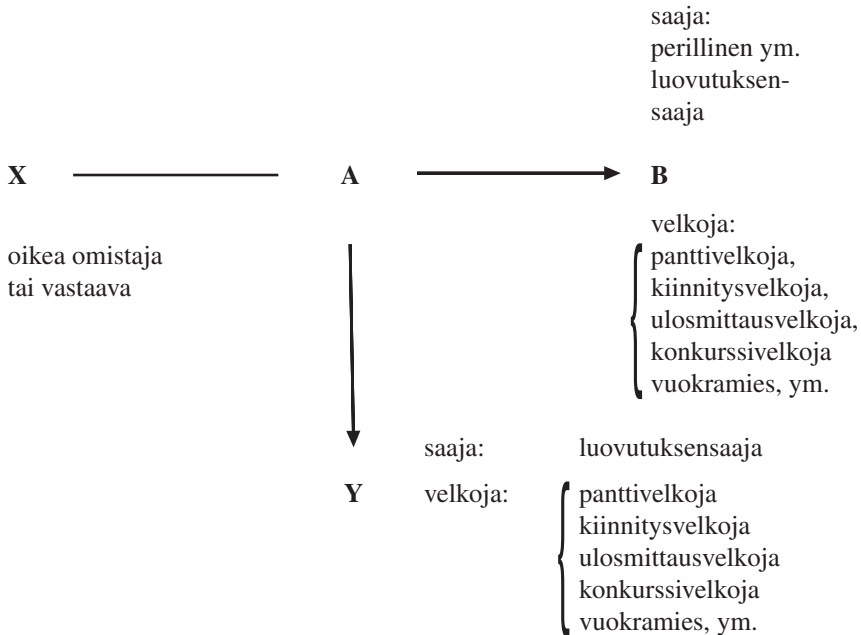 saaja:
perillinen ym.
luovutuksen-
saaja
X A B
oikea omistaja
tai vastaava
velkoja:
panttivelkoja,
kiinnitysvelkoja,
ulosmittausvelkoja,
konkurssivelkoja
vuokramies, ym.
saaja: luovutuksensaaja
Y velkoja: panttivelkoja
kiinnitysvelkoja
ulosmittausvelkoja
konkurssivelkoja
vuokramies, ym.